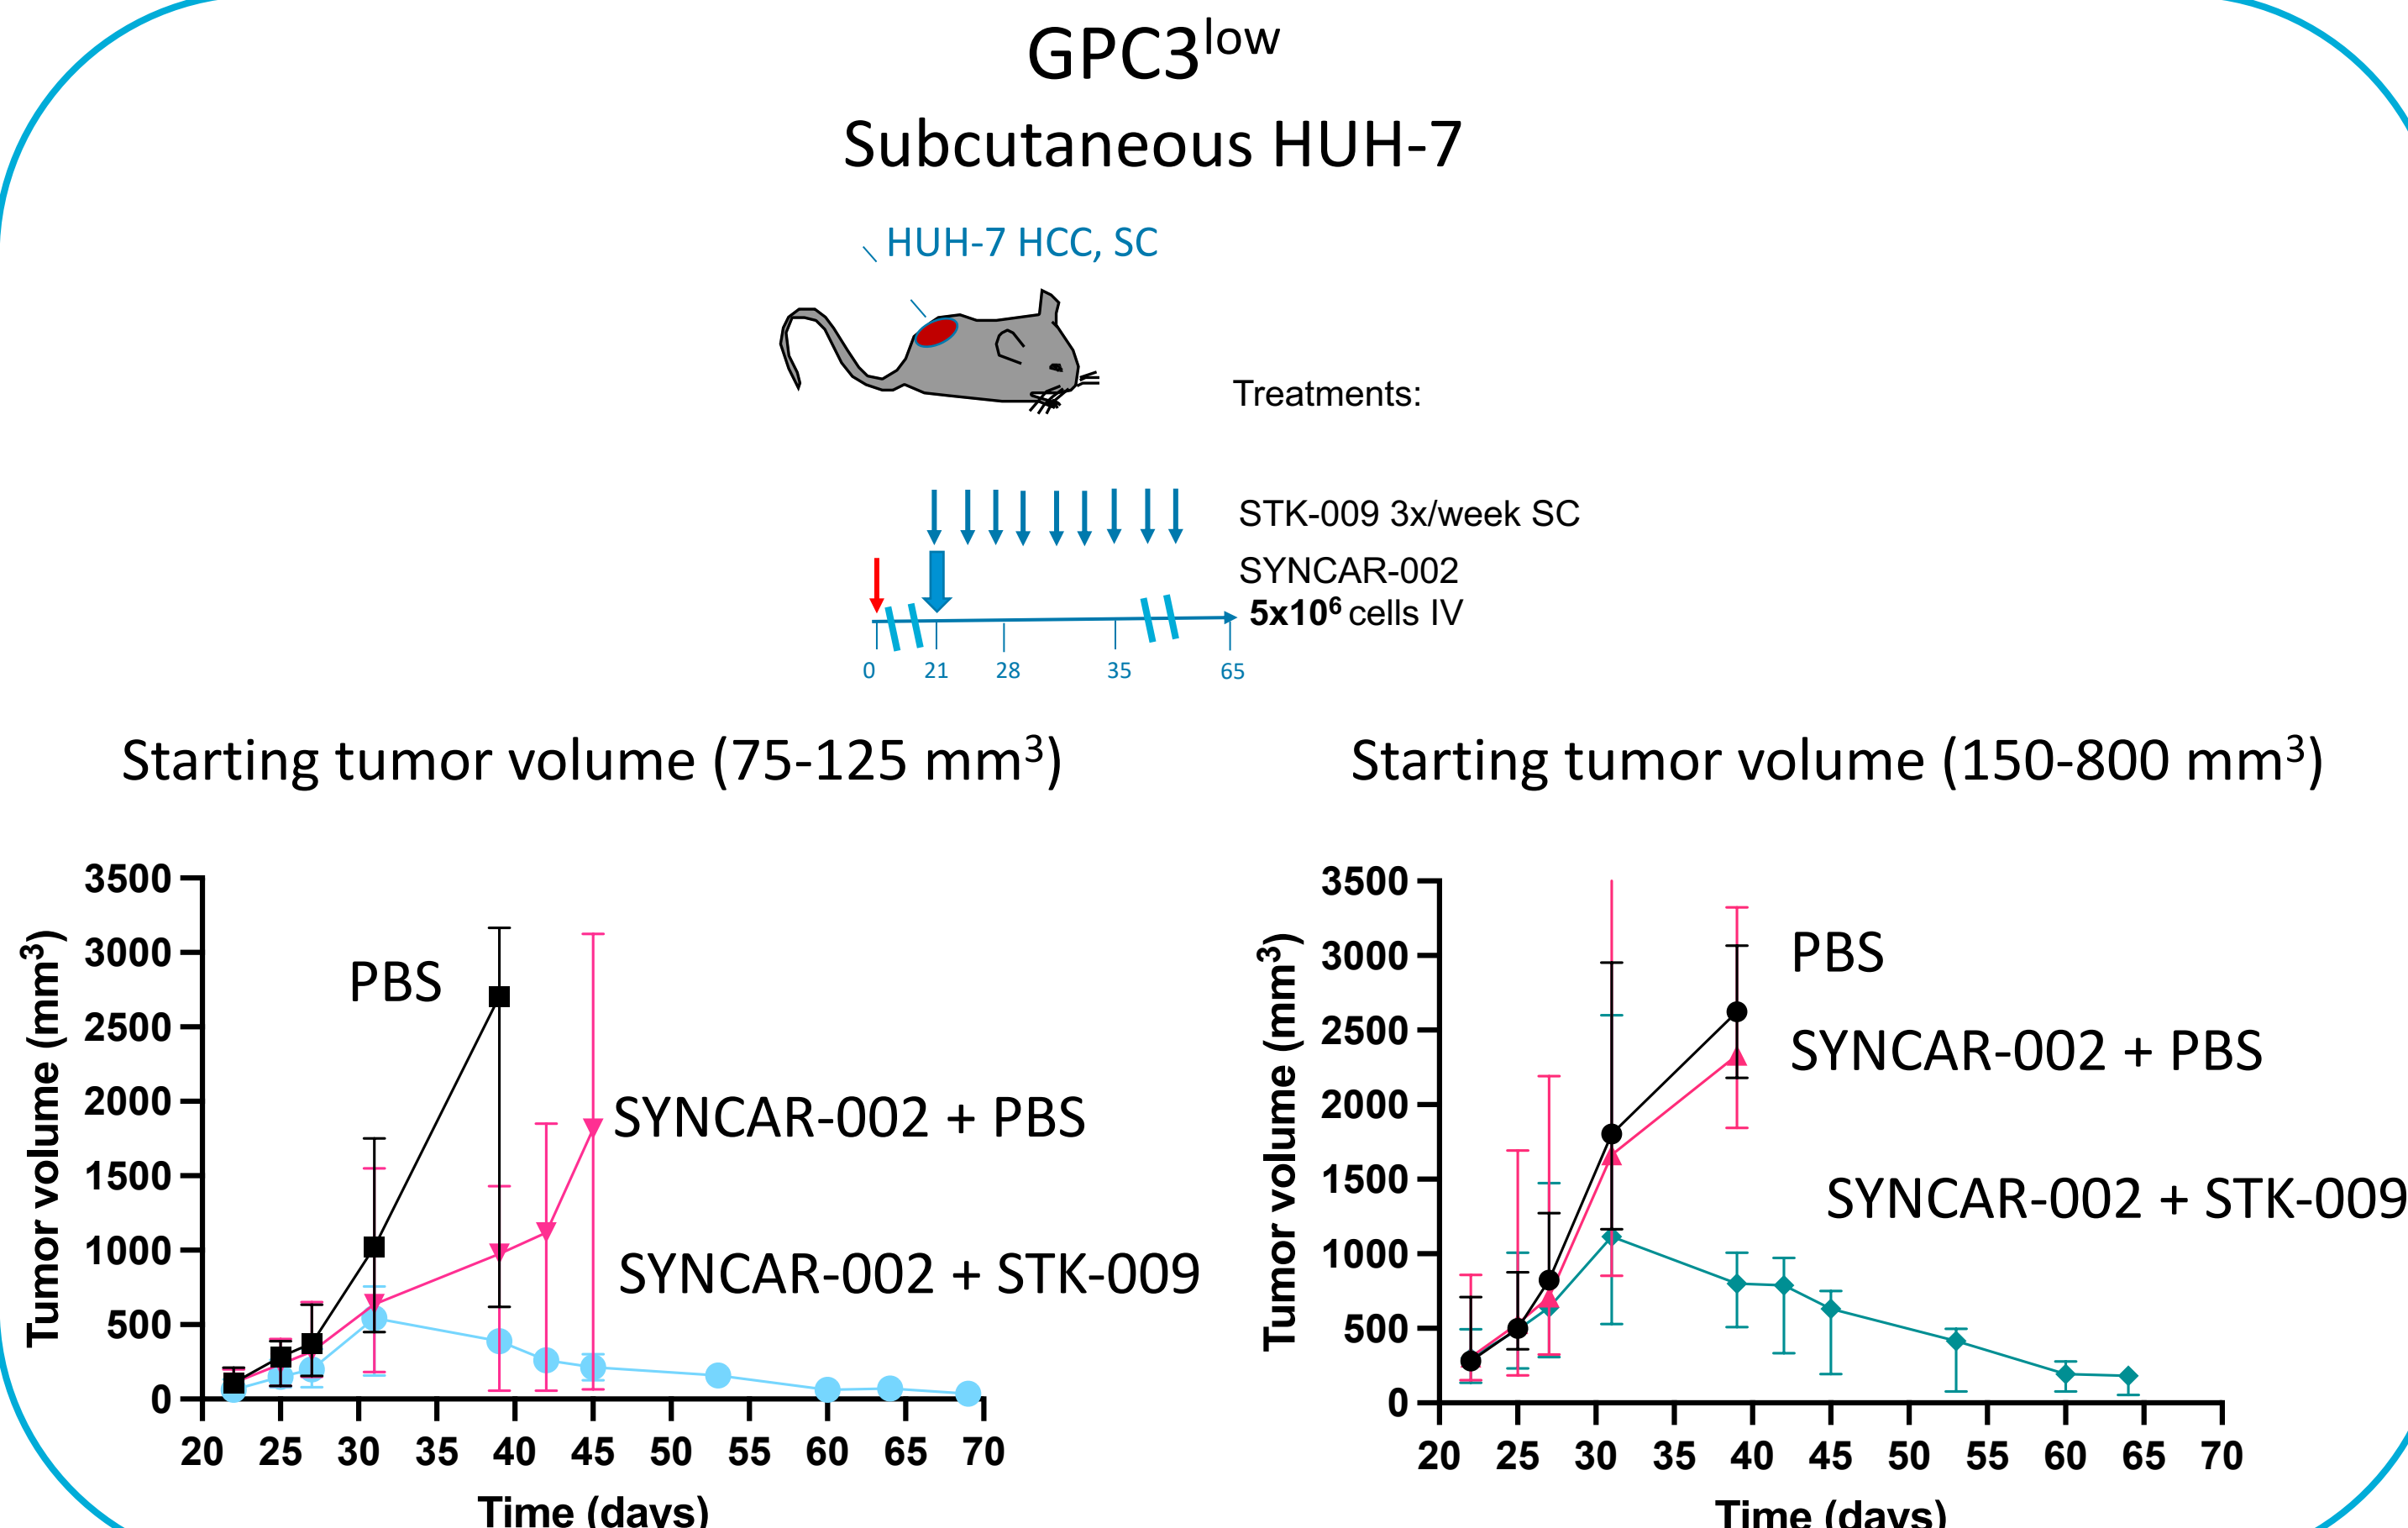 GPC3low
Subcutaneous HUH-7
HUH-7 HCC, SC
Treatments:
STK-009 3x/week SC
SYNCAR-002
5x10⁶ cells IV
0 21 28 35 65
Starting tumor volume (75-125 mm³)
Tumor volume (mm³)
3500
3000
2500
2000
1500
1000
500
0
PBS
SYNCAR-002 + PBS
SYNCAR-002 + STK-009
20 25 30 35 40 45 50 55 60 65 70
Time (days)
Starting tumor volume (150-800 mm³)
Tumor volume (mm³)
3500
3000
2500
2000
1500
1000
500
0
PBS
SYNCAR-002 + PBS
SYNCAR-002 + STK-009
20 25 30 35 40 45 50 55 60 65 70
Time (days)